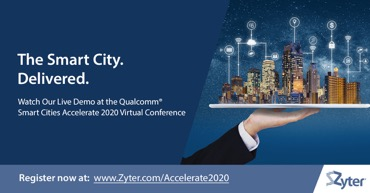 The Smart City.
Delivered.
Watch Our Live Demo at the Qualcomm®
Smart Cities Accelerate 2020 Virtual Conference
Register now at: www.Zyter.com/Accelerate2020
Zyter